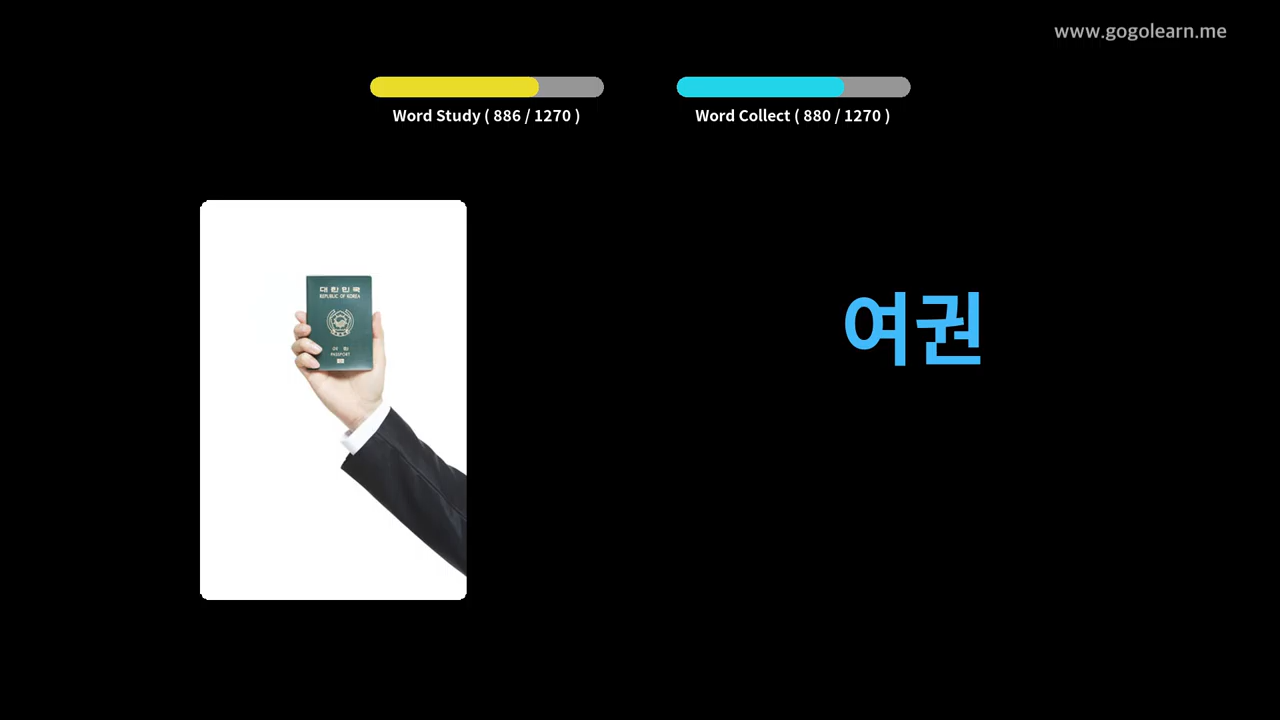 www.gogolearn.me
Word Study ( 886 / 1270 )
Word Collect ( 880 / 1270 )
대한민국
REPUBLIC OF KOREA
여권
PASSPORT
여권